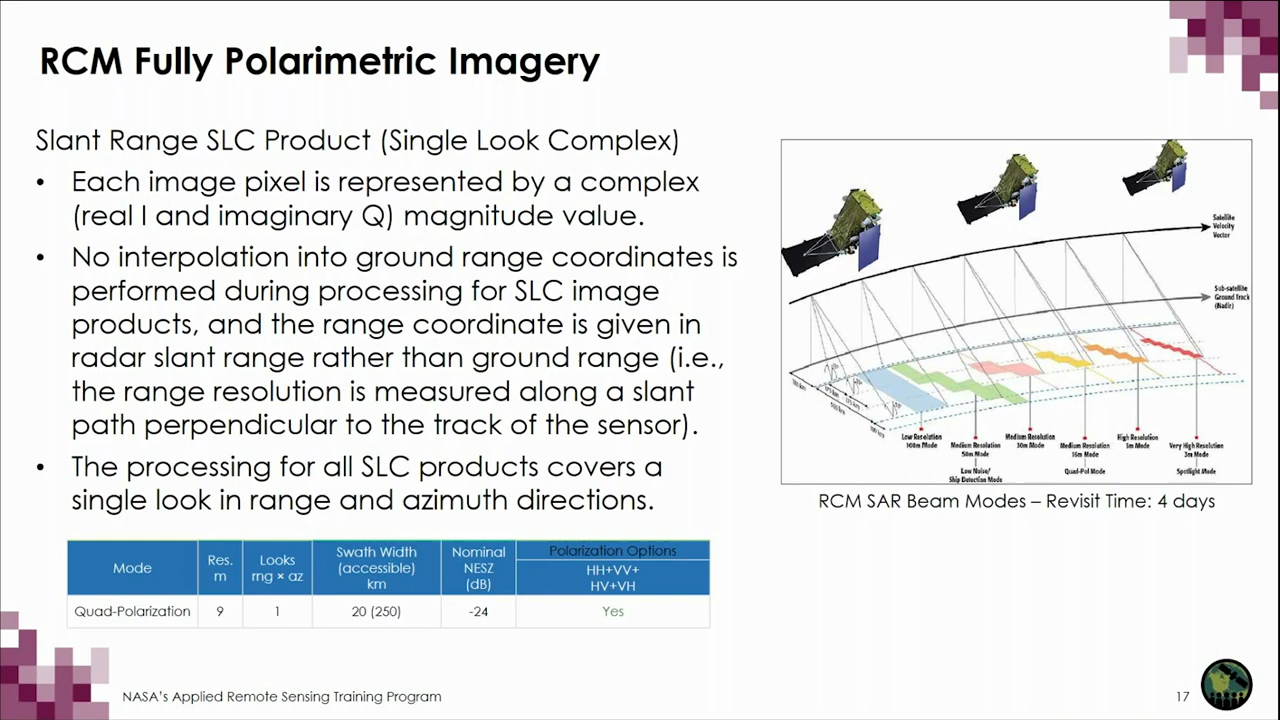 RCM Fully Polarimetric Imagery
Slant Range SLC Product (Single Look Complex)
• Each image pixel is represented by a complex
(real I and imaginary Q) magnitude value.
• No interpolation into ground range coordinates is
performed during processing for SLC image
products, and the range coordinate is given in
radar slant range rather than ground range (i.e.,
the range resolution is measured along a slant
path perpendicular to the track of the sensor).
• The processing for all SLC products covers a
single look in range and azimuth directions.
Mode
Res.
m
Looks
rng × az
Swath Width
(accessible)
km
Nominal
NESZ
(dB)
Polarization Options
HH+VV+
HV+VH
Quad-Polarization 9 1 20 (250) -24 Yes
Satellite
Velocity
Vector
Sub-satellite
Ground Track
(Nadir)
500 km
Low Resolution
100m Mode
Medium Resolution
50m Mode
Low Noise/
Ship Detection Mode
Medium Resolution
30m Mode
Medium Resolution
16m Mode
Quad-Pol Mode
High Resolution
5m Mode
Very High Resolution
3m Mode
Spotlight Mode
RCM SAR Beam Modes – Revisit Time: 4 days
NASA's Applied Remote Sensing Training Program
17